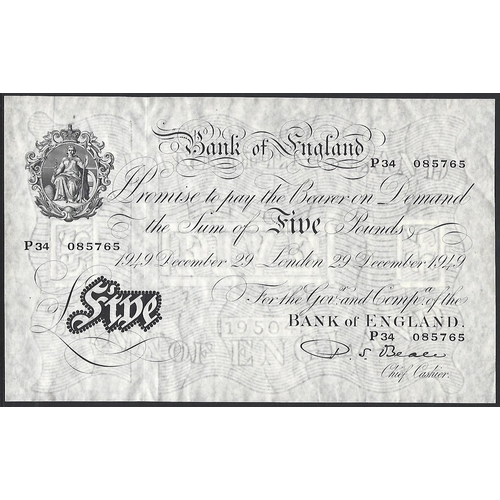 Bank of England
P34 085765
I Promise to pay the Bearer on Demand
the Sum of Five Pounds
P34 085765
1949 December 29 London 29 December 1949
For the Govr. and Compa. of the
£Five
BANK of ENGLAND.
P34 085765
P. S. Beale
Chief Cashier.